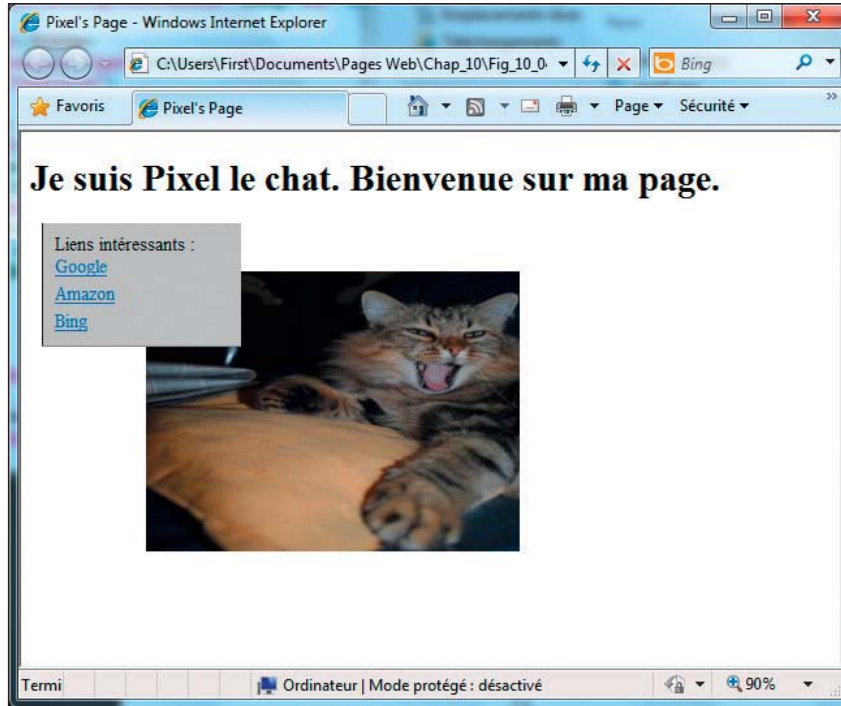 Pixel's Page - Windows Internet Explorer
C:\Users\First\Documents\Pages Web\Chap_10\Fig_10_0
Bing
Favoris
Pixel's Page
Page
Sécurité
»
Je suis Pixel le chat. Bienvenue sur ma page.
Liens intéressants :
Google
Amazon
Bing
Termi
Ordinateur | Mode protégé : désactivé
90%